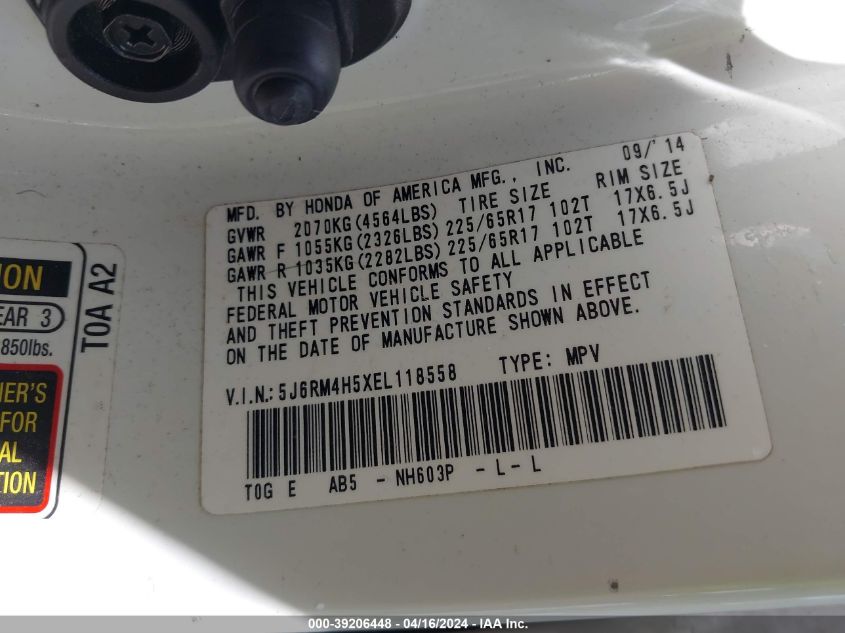 MFD. BY HONDA OF AMERICA MFG., INC. 09/'14
GVWR 2070KG(4564LBS) TIRE SIZE RIM SIZE
GAWR F 1055KG(2326LBS) 225/65R17 102T 17X6.5J
GAWR R 1035KG(2282LBS) 225/65R17 102T 17X6.5J
THIS VEHICLE CONFORMS TO ALL APPLICABLE
FEDERAL MOTOR VEHICLE SAFETY
AND THEFT PREVENTION STANDARDS IN EFFECT
ON THE DATE OF MANUFACTURE SHOWN ABOVE.
V.I.N.: 5J6RM4H5XEL118558 TYPE: MPV
T0G E AB5 - NH603P - L - L
ION
EAR 3
850lbs.
T0A A2
NER'S
FOR
AL
TION
000-39206448 - 04/16/2024 - IAA, Inc.